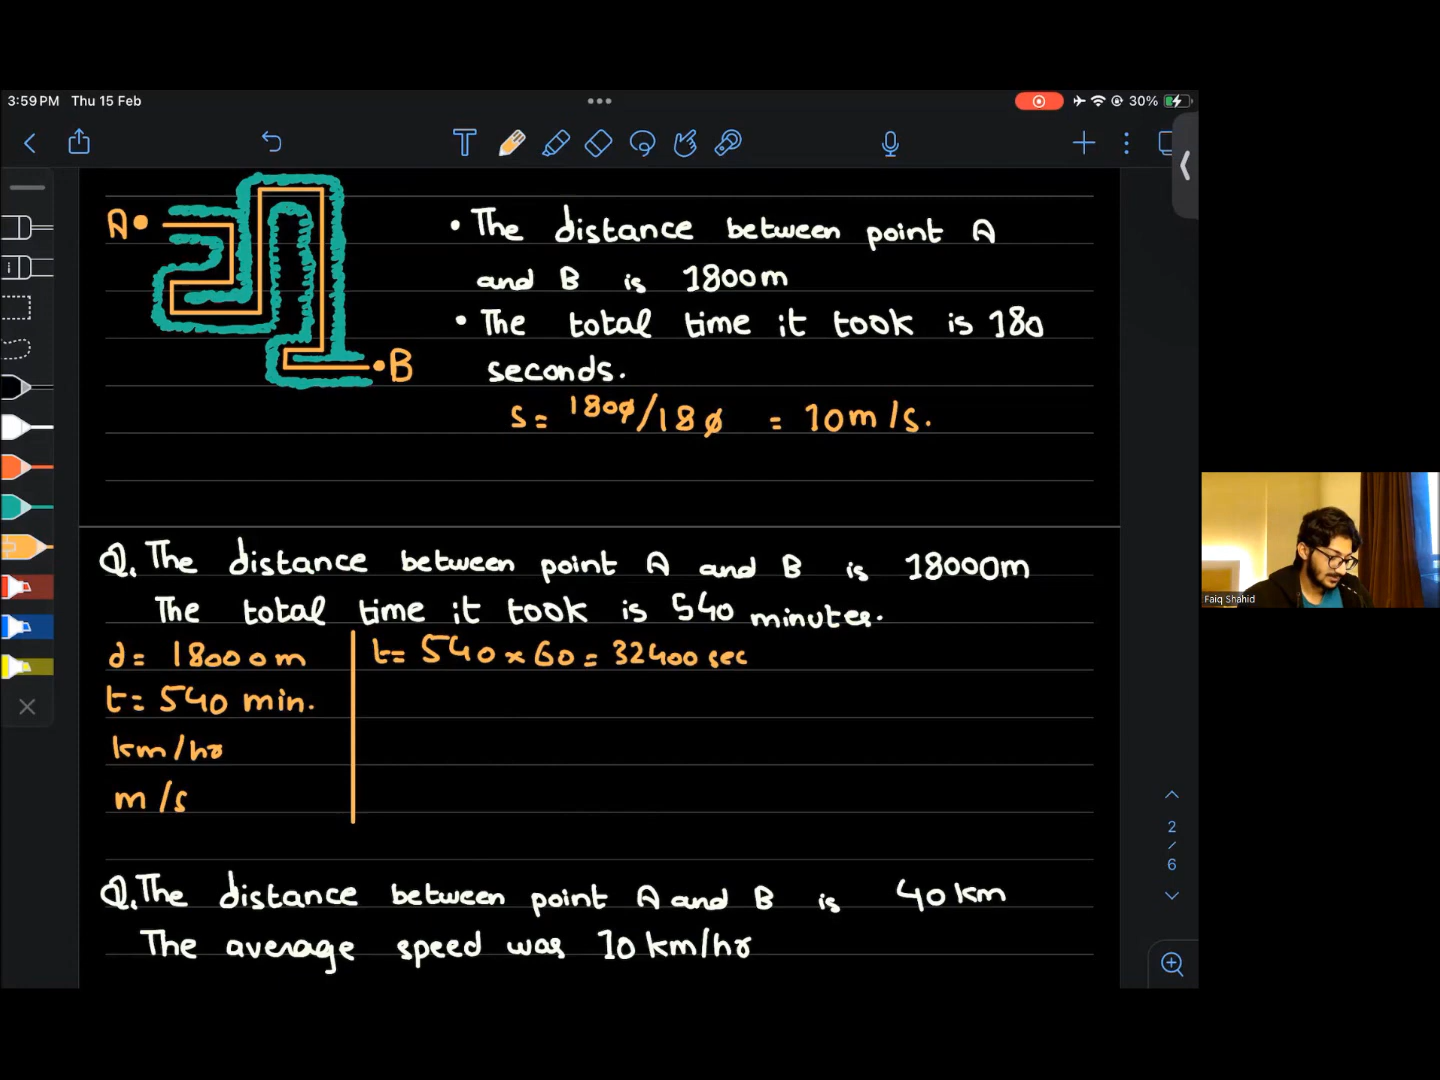 3:59 PM Thu 15 Feb
30%
T
A
B
• The distance between point A
and B is 1800m
• The total time it took is 180
seconds.
s = 1800/180 = 10m/s.
Q. The distance between point A and B is 18000m
The total time it took is 540 minutes.
d = 18000m
t = 540 min.
km/hr
m/s
t = 540 × 60 = 32400 sec
Q. The distance between point A and B is 40 km
The average speed was 10 km/hr
2
/
6
Faiq Shahid